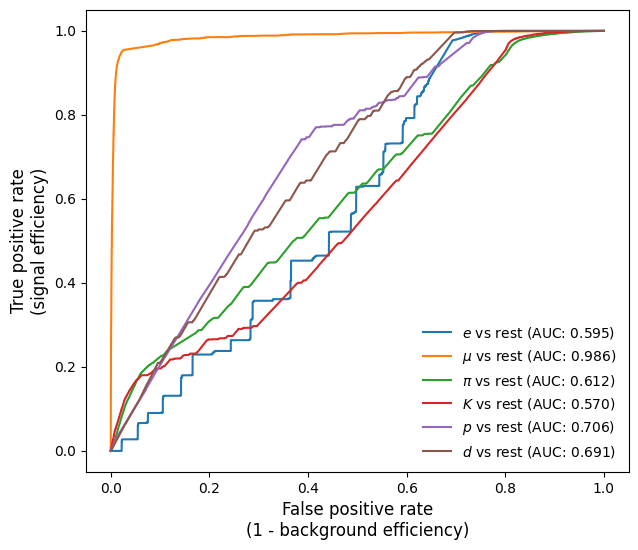 1.0
0.8
0.6
0.4
0.2
0.0
True positive rate
(signal efficiency)
e vs rest (AUC: 0.595)
μ vs rest (AUC: 0.986)
π vs rest (AUC: 0.612)
K vs rest (AUC: 0.570)
p vs rest (AUC: 0.706)
d vs rest (AUC: 0.691)
0.0 0.2 0.4 0.6 0.8 1.0
False positive rate
(1 - background efficiency)